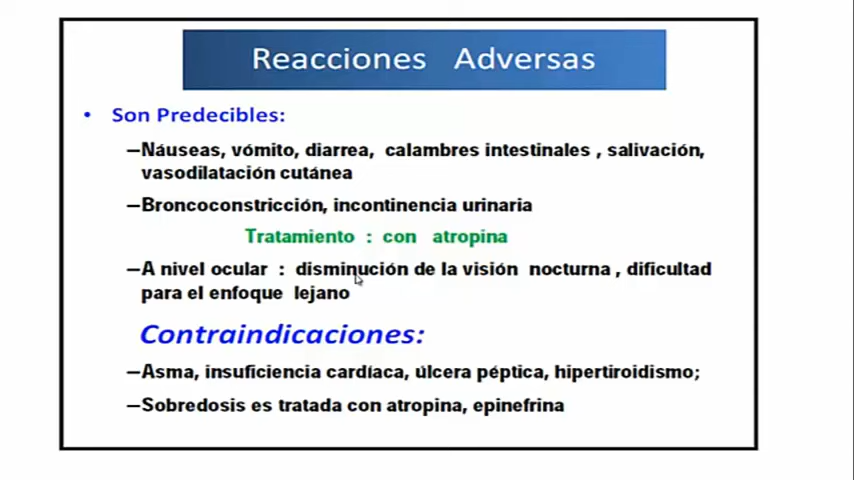 Reacciones Adversas
• Son Predecibles:
–Náuseas, vómito, diarrea, calambres intestinales , salivación,
vasodilatación cutánea
–Broncoconstricción, incontinencia urinaria
Tratamiento : con atropina
–A nivel ocular : disminución de la visión nocturna , dificultad
para el enfoque lejano
Contraindicaciones:
–Asma, insuficiencia cardíaca, úlcera péptica, hipertiroidismo;
–Sobredosis es tratada con atropina, epinefrina